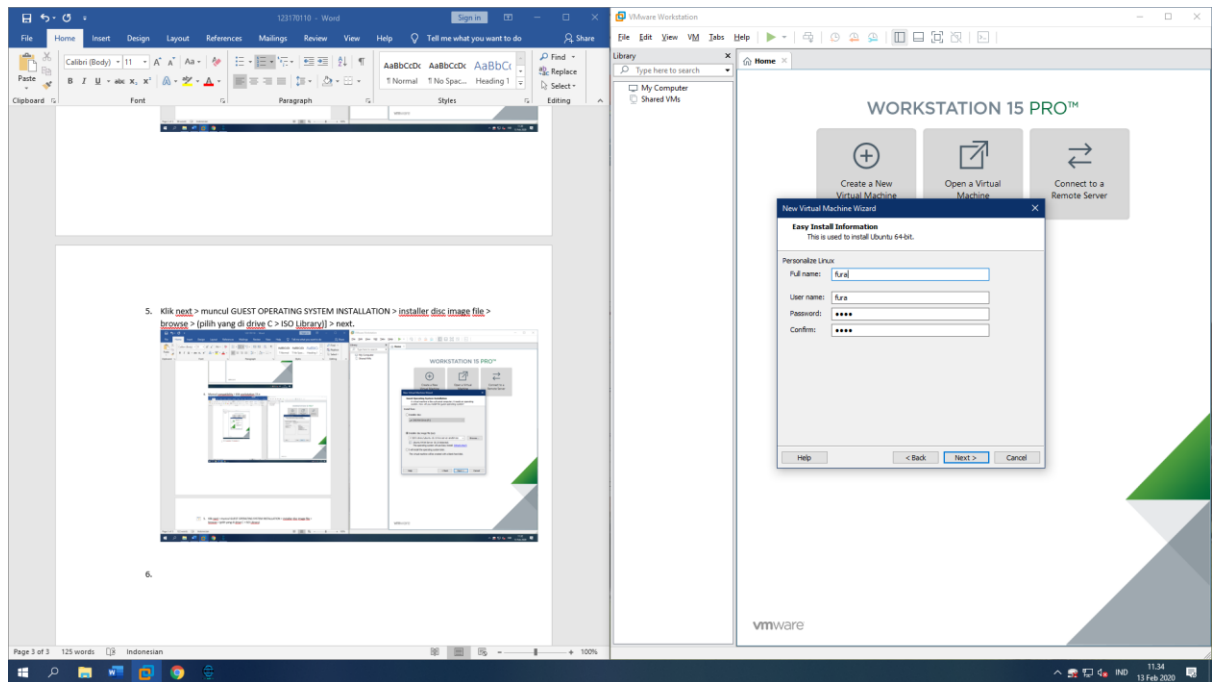 123170110 - Word
Sign in
File Home Insert Design Layout References Mailings Review View Help Tell me what you want to do Share
Paste
Calibri (Body) 11 A A Aa
B I U abc x, x² A A
AaBbCcDc AaBbCcDc AaBbCc
¶ Normal ¶ No Spac... Heading 1
Find
Replace
Select
Clipboard Font Paragraph Styles Editing
5. Klik next > muncul GUEST OPERATING SYSTEM INSTALLATION > installer disc image file >
browse > (pilih yang di drive C > ISO Library)] > next.
WORKSTATION 15 PRO™
6.
Page 3 of 3 125 words Indonesian 100%
VMware Workstation
File Edit View VM Tabs Help
Library
Type here to search
My Computer
Shared VMs
Home
WORKSTATION 15 PRO™
Create a New
Virtual Machine
Open a Virtual
Machine
Connect to a
Remote Server
New Virtual Machine Wizard
Easy Install Information
This is used to install Ubuntu 64-bit.
Personalize Linux
Full name: fura
User name: fura
Password: ••••
Confirm: ••••
Help < Back Next > Cancel
vmware
IND
11.34
13 Feb 2020